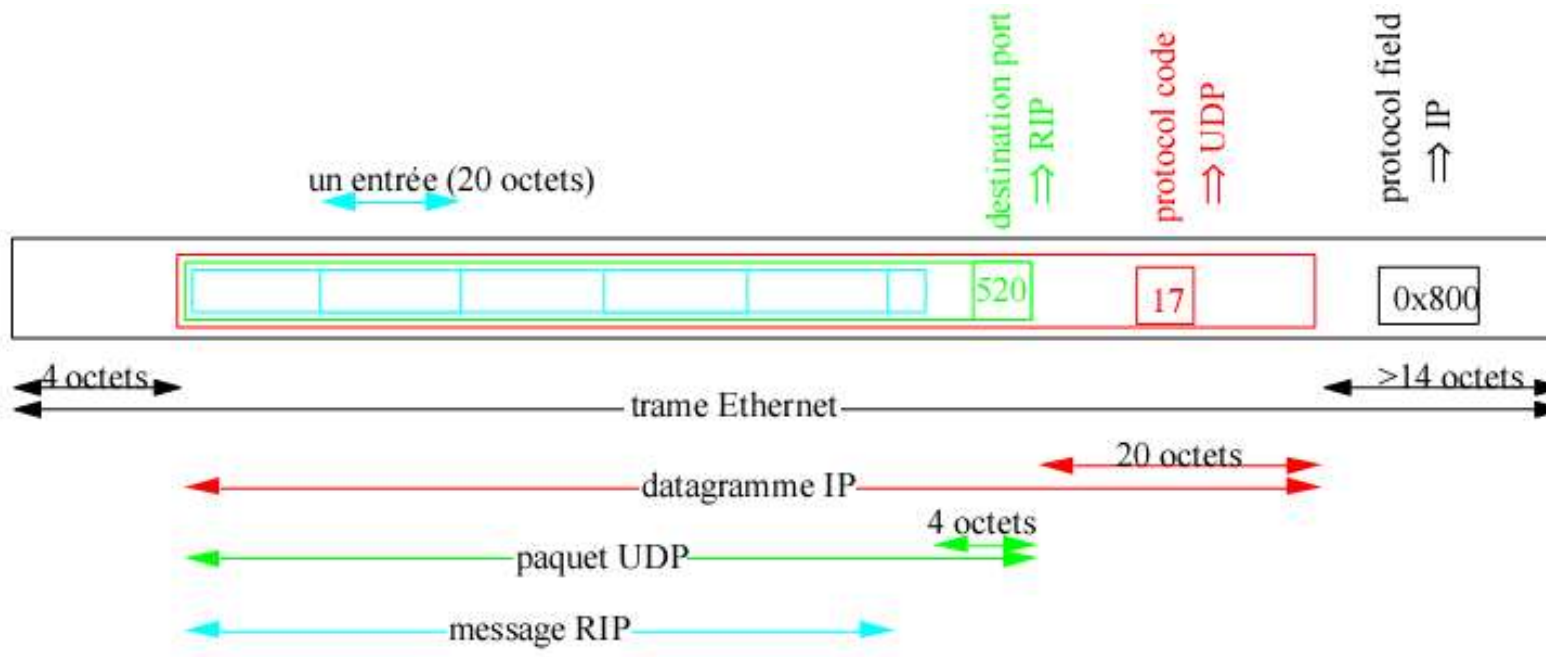 destination port
⇒ RIP
protocol code
⇒ UDP
protocol field
⇒ IP
un entrée (20 octets)
520
17
0x800
4 octets
>14 octets
trame Ethernet
20 octets
datagramme IP
4 octets
paquet UDP
message RIP